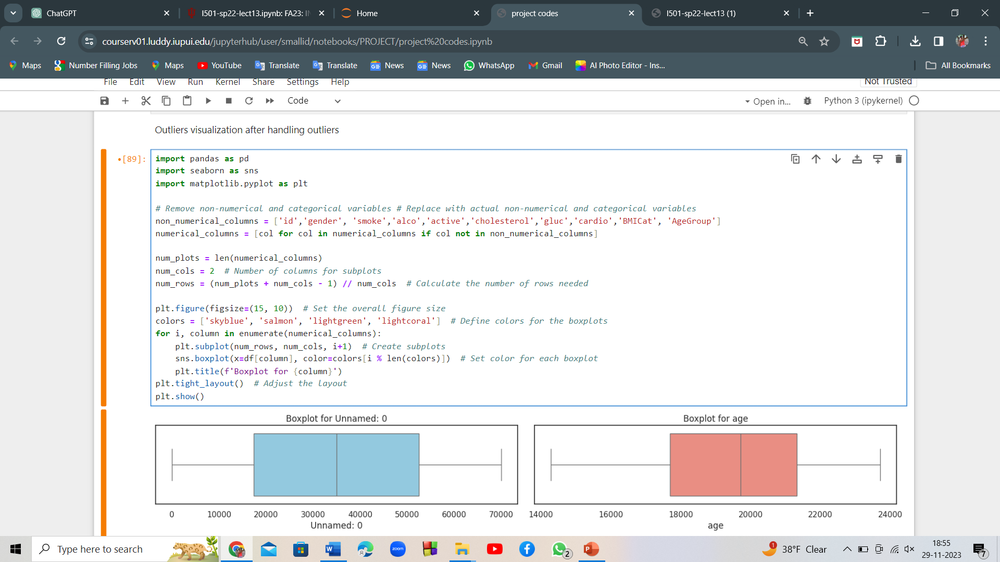 ChatGPT
I501-sp22-lect13.ipynb: FA23: I
Home
project codes
I501-sp22-lect13 (1)
courserv01.luddy.iupui.edu/jupyterhub/user/smallid/notebooks/PROJECT/project%20codes.ipynb
Maps
Number Filling Jobs
Maps
YouTube
Translate
Translate
News
News
WhatsApp
Gmail
AI Photo Editor - Ins...
All Bookmarks
File Edit View Run Kernel Share Settings Help
Not Trusted
Code
Open in...
Python 3 (ipykernel)
Outliers visualization after handling outliers
•[89]:
import pandas as pd
import seaborn as sns
import matplotlib.pyplot as plt
# Remove non-numerical and categorical variables # Replace with actual non-numerical and categorical variables
non_numerical_columns = ['id','gender', 'smoke','alco','active','cholesterol','gluc','cardio','BMICat', 'AgeGroup']
numerical_columns = [col for col in numerical_columns if col not in non_numerical_columns]
num_plots = len(numerical_columns)
num_cols = 2  # Number of columns for subplots
num_rows = (num_plots + num_cols - 1) // num_cols  # Calculate the number of rows needed
plt.figure(figsize=(15, 10))  # Set the overall figure size
colors = ['skyblue', 'salmon', 'lightgreen', 'lightcoral']  # Define colors for the boxplots
for i, column in enumerate(numerical_columns):
    plt.subplot(num_rows, num_cols, i+1)  # Create subplots
    sns.boxplot(x=df[column], color=colors[i % len(colors)])  # Set color for each boxplot
    plt.title(f'Boxplot for {column}')
plt.tight_layout()  # Adjust the layout
plt.show()
Boxplot for Unnamed: 0
0 10000 20000 30000 40000 50000 60000 70000
Unnamed: 0
Boxplot for age
14000 16000 18000 20000 22000 24000
age
Type here to search
zoom
2
1
38°F Clear
18:55
29-11-2023
7